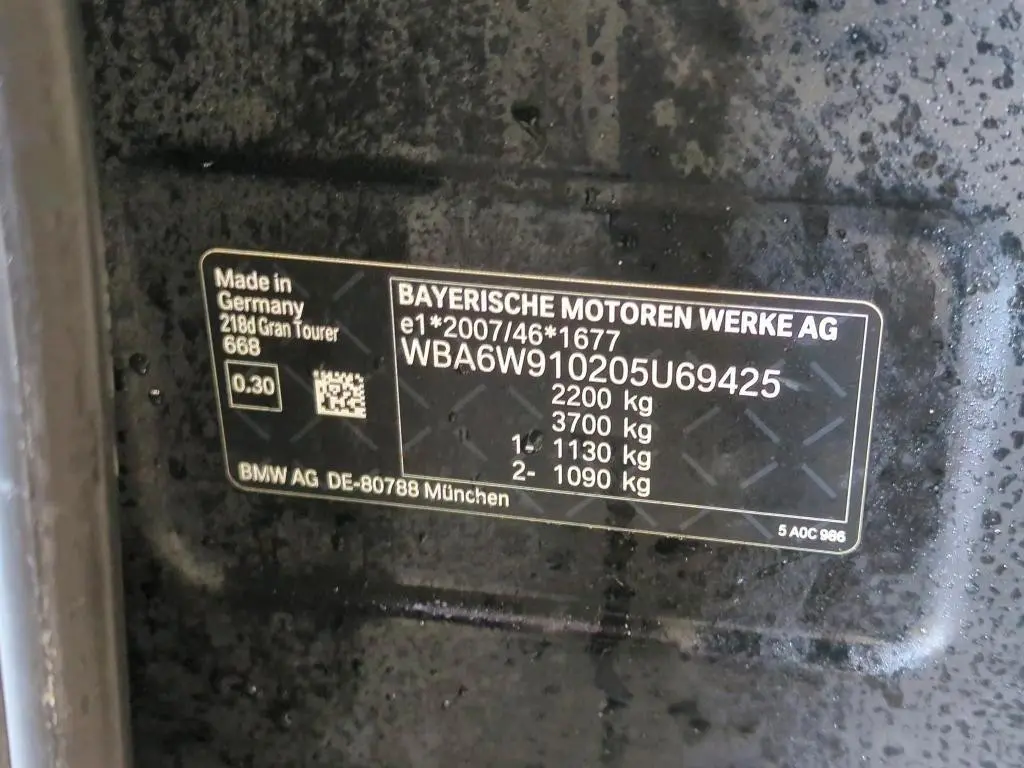 Made in
Germany
218d Gran Tourer
668
0.30
BAYERISCHE MOTOREN WERKE AG
e1*2007/46*1677
WBA6W910205U69425
2200 kg
3700 kg
1- 1130 kg
2- 1090 kg
BMW AG DE-80788 München
5 A0C 986